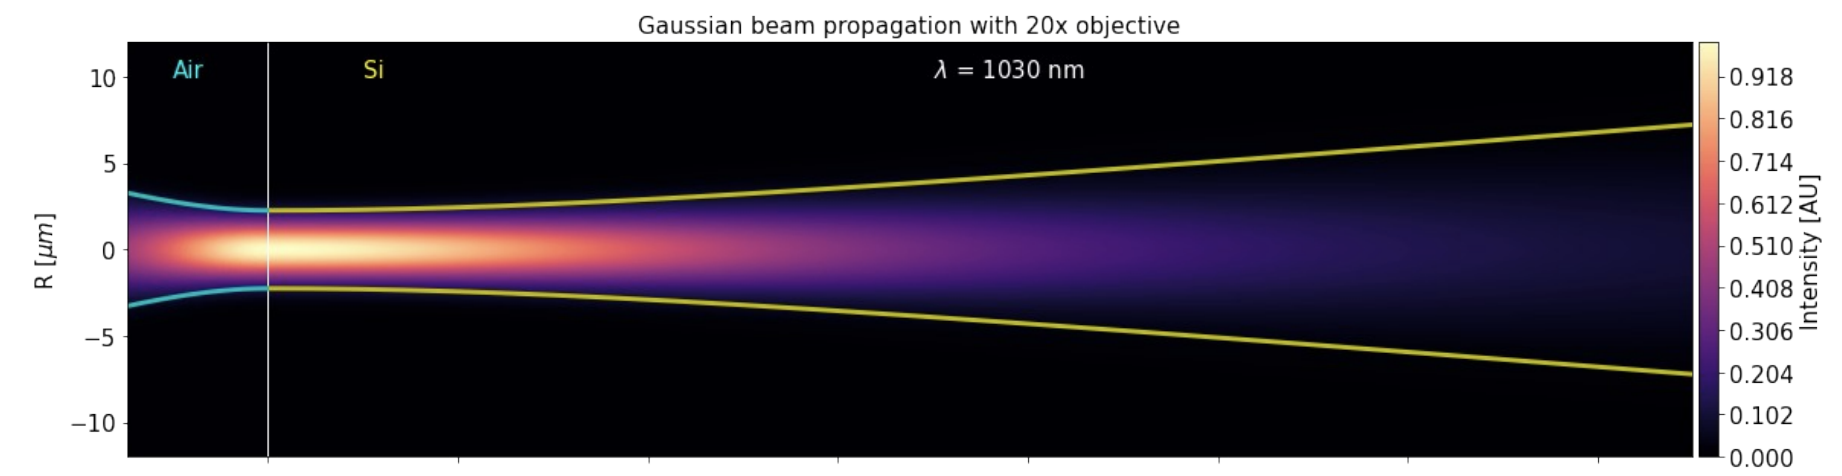 Gaussian beam propagation with 20x objective
Air
Si
λ = 1030 nm
R [μm]
10
5
0
−5
−10
0.918
0.816
0.714
0.612
0.510
0.408
0.306
0.204
0.102
0.000
Intensity [AU]